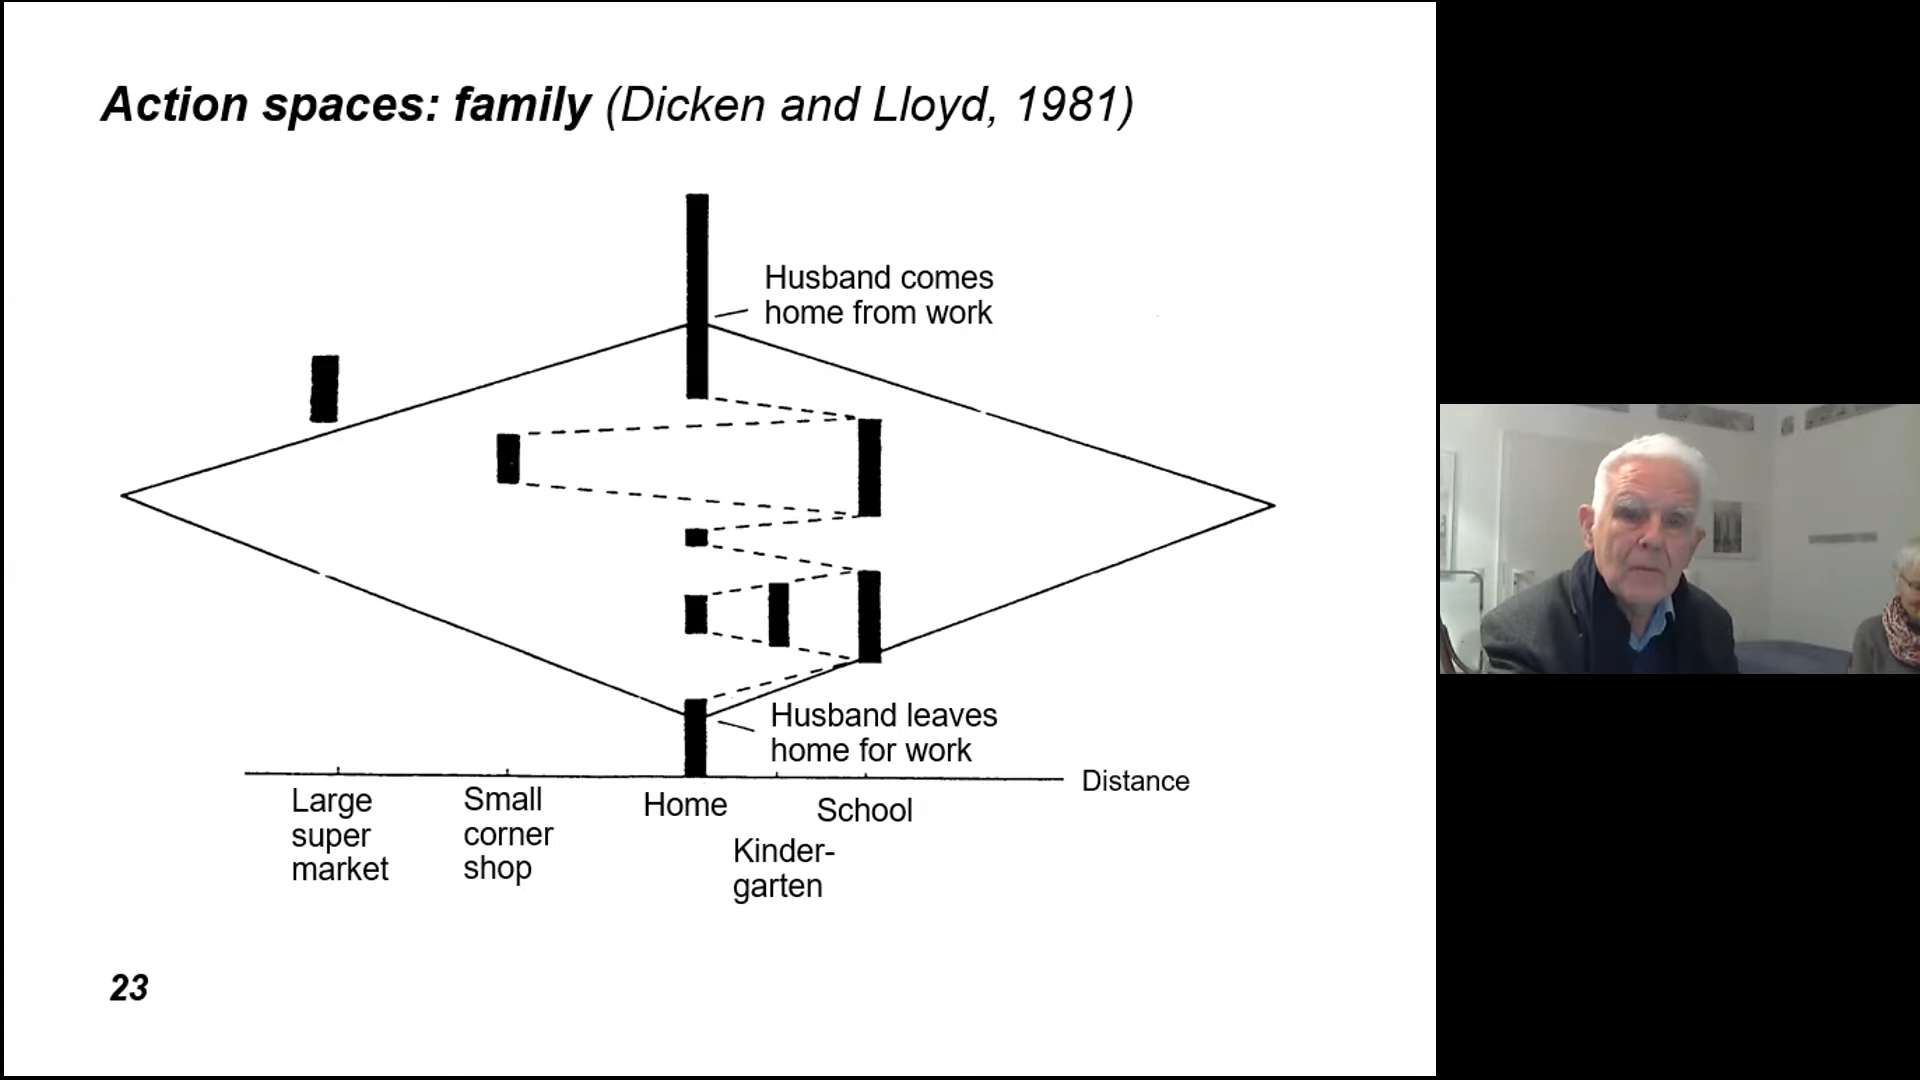 Action spaces: family (Dicken and Lloyd, 1981)
Husband comes
home from work
Husband leaves
home for work
Distance
Large
super
market
Small
corner
shop
Home
School
Kinder-
garten
23